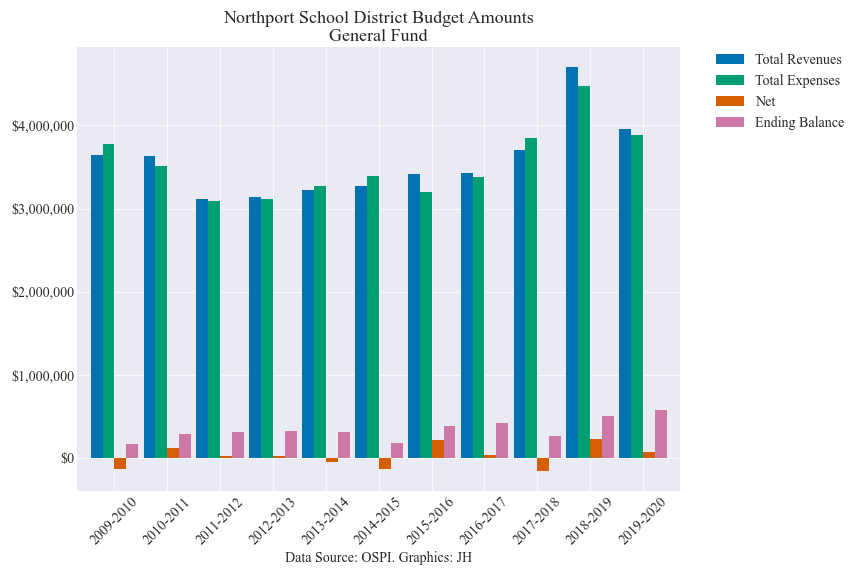 Northport School District Budget Amounts
General Fund
Total Revenues
Total Expenses
Net
Ending Balance
$4,000,000
$3,000,000
$2,000,000
$1,000,000
$0
2009-2010
2010-2011
2011-2012
2012-2013
2013-2014
2014-2015
2015-2016
2016-2017
2017-2018
2018-2019
2019-2020
Data Source: OSPI. Graphics: JH